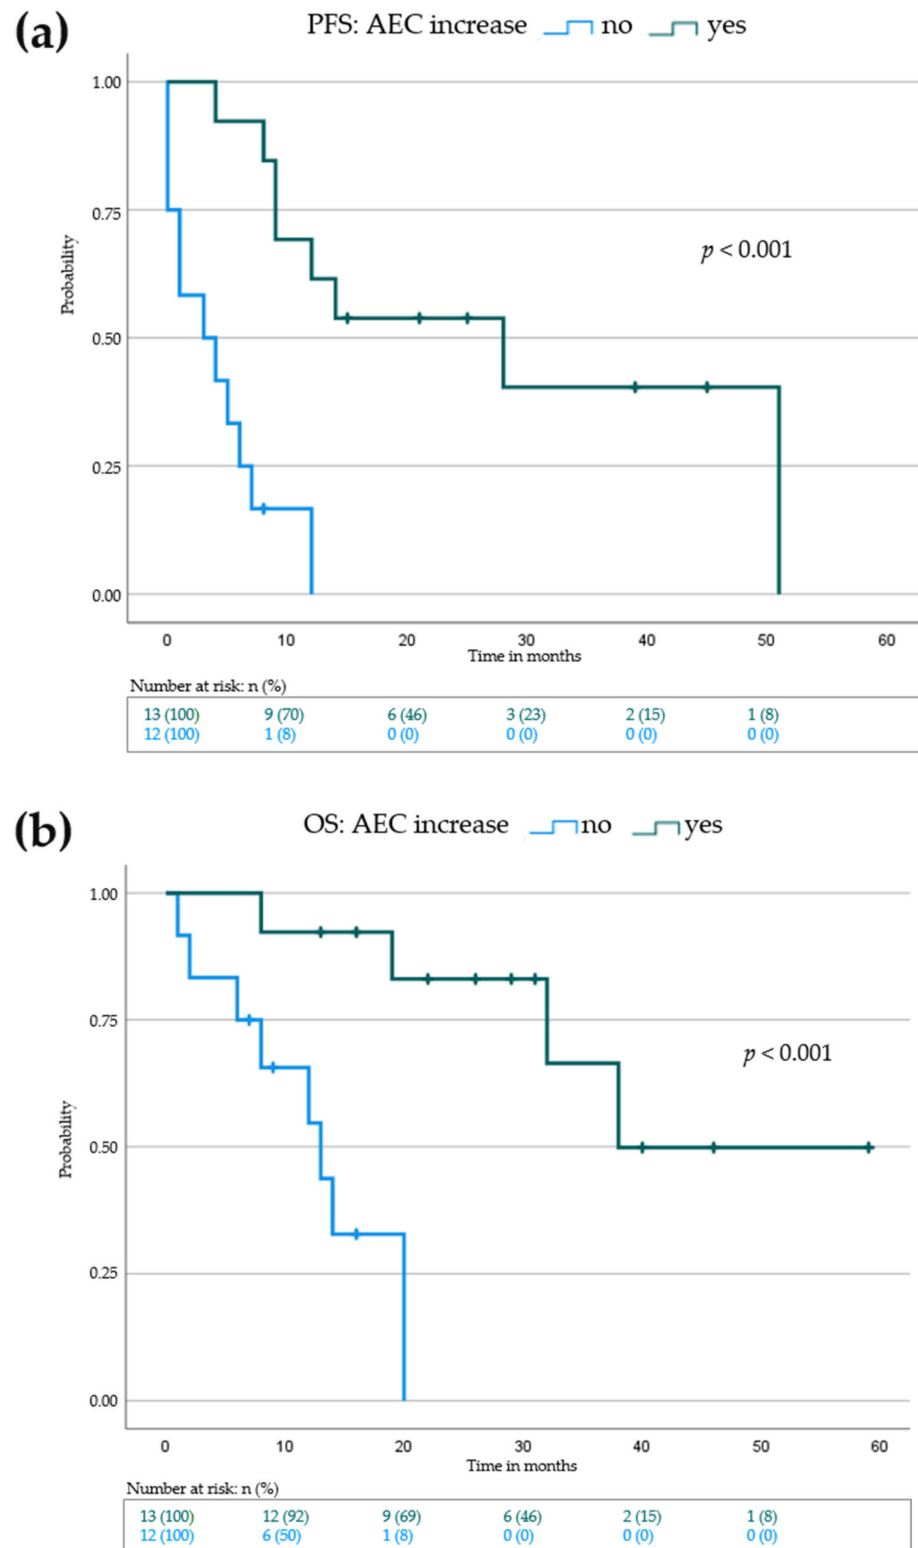 (a)
PFS: AEC increase no yes
1.00
0.75
0.50
0.25
0.00
Probability
p < 0.001
0 10 20 30 40 50 60
Time in months
Number at risk: n (%)
13 (100) 9 (70) 6 (46) 3 (23) 2 (15) 1 (8)
12 (100) 1 (8) 0 (0) 0 (0) 0 (0) 0 (0)
(b)
OS: AEC increase no yes
1.00
0.75
0.50
0.25
0.00
Probability
p < 0.001
0 10 20 30 40 50 60
Time in months
Number at risk: n (%)
13 (100) 12 (92) 9 (69) 6 (46) 2 (15) 1 (8)
12 (100) 6 (50) 1 (8) 0 (0) 0 (0) 0 (0)